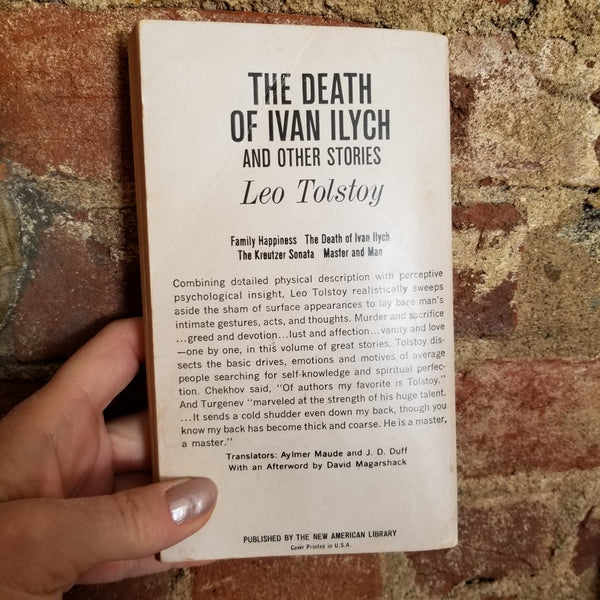 THE DEATH
OF IVAN ILYCH
AND OTHER STORIES
Leo Tolstoy
Family Happiness The Death of Ivan Ilych
The Kreutzer Sonata Master and Man
Combining detailed physical description with perceptive
psychological insight, Leo Tolstoy realistically sweeps
aside the sham of surface appearances to lay bare man's
intimate gestures, acts, and thoughts. Murder and sacrifice
...greed and devotion...lust and affection...vanity and love
—one by one, in this volume of great stories, Tolstoy dis-
sects the basic drives, emotions and motives of average
people searching for self-knowledge and spiritual perfec-
tion. Chekhov said, "Of authors my favorite is Tolstoy."
And Turgenev "marveled at the strength of his huge talent.
...It sends a cold shudder even down my back, though you
know my back has become thick and coarse. He is a master,
a master."
Translators: Aylmer Maude and J. D. Duff
With an Afterword by David Magarshack
PUBLISHED BY THE NEW AMERICAN LIBRARY
Cover Printed in U.S.A.